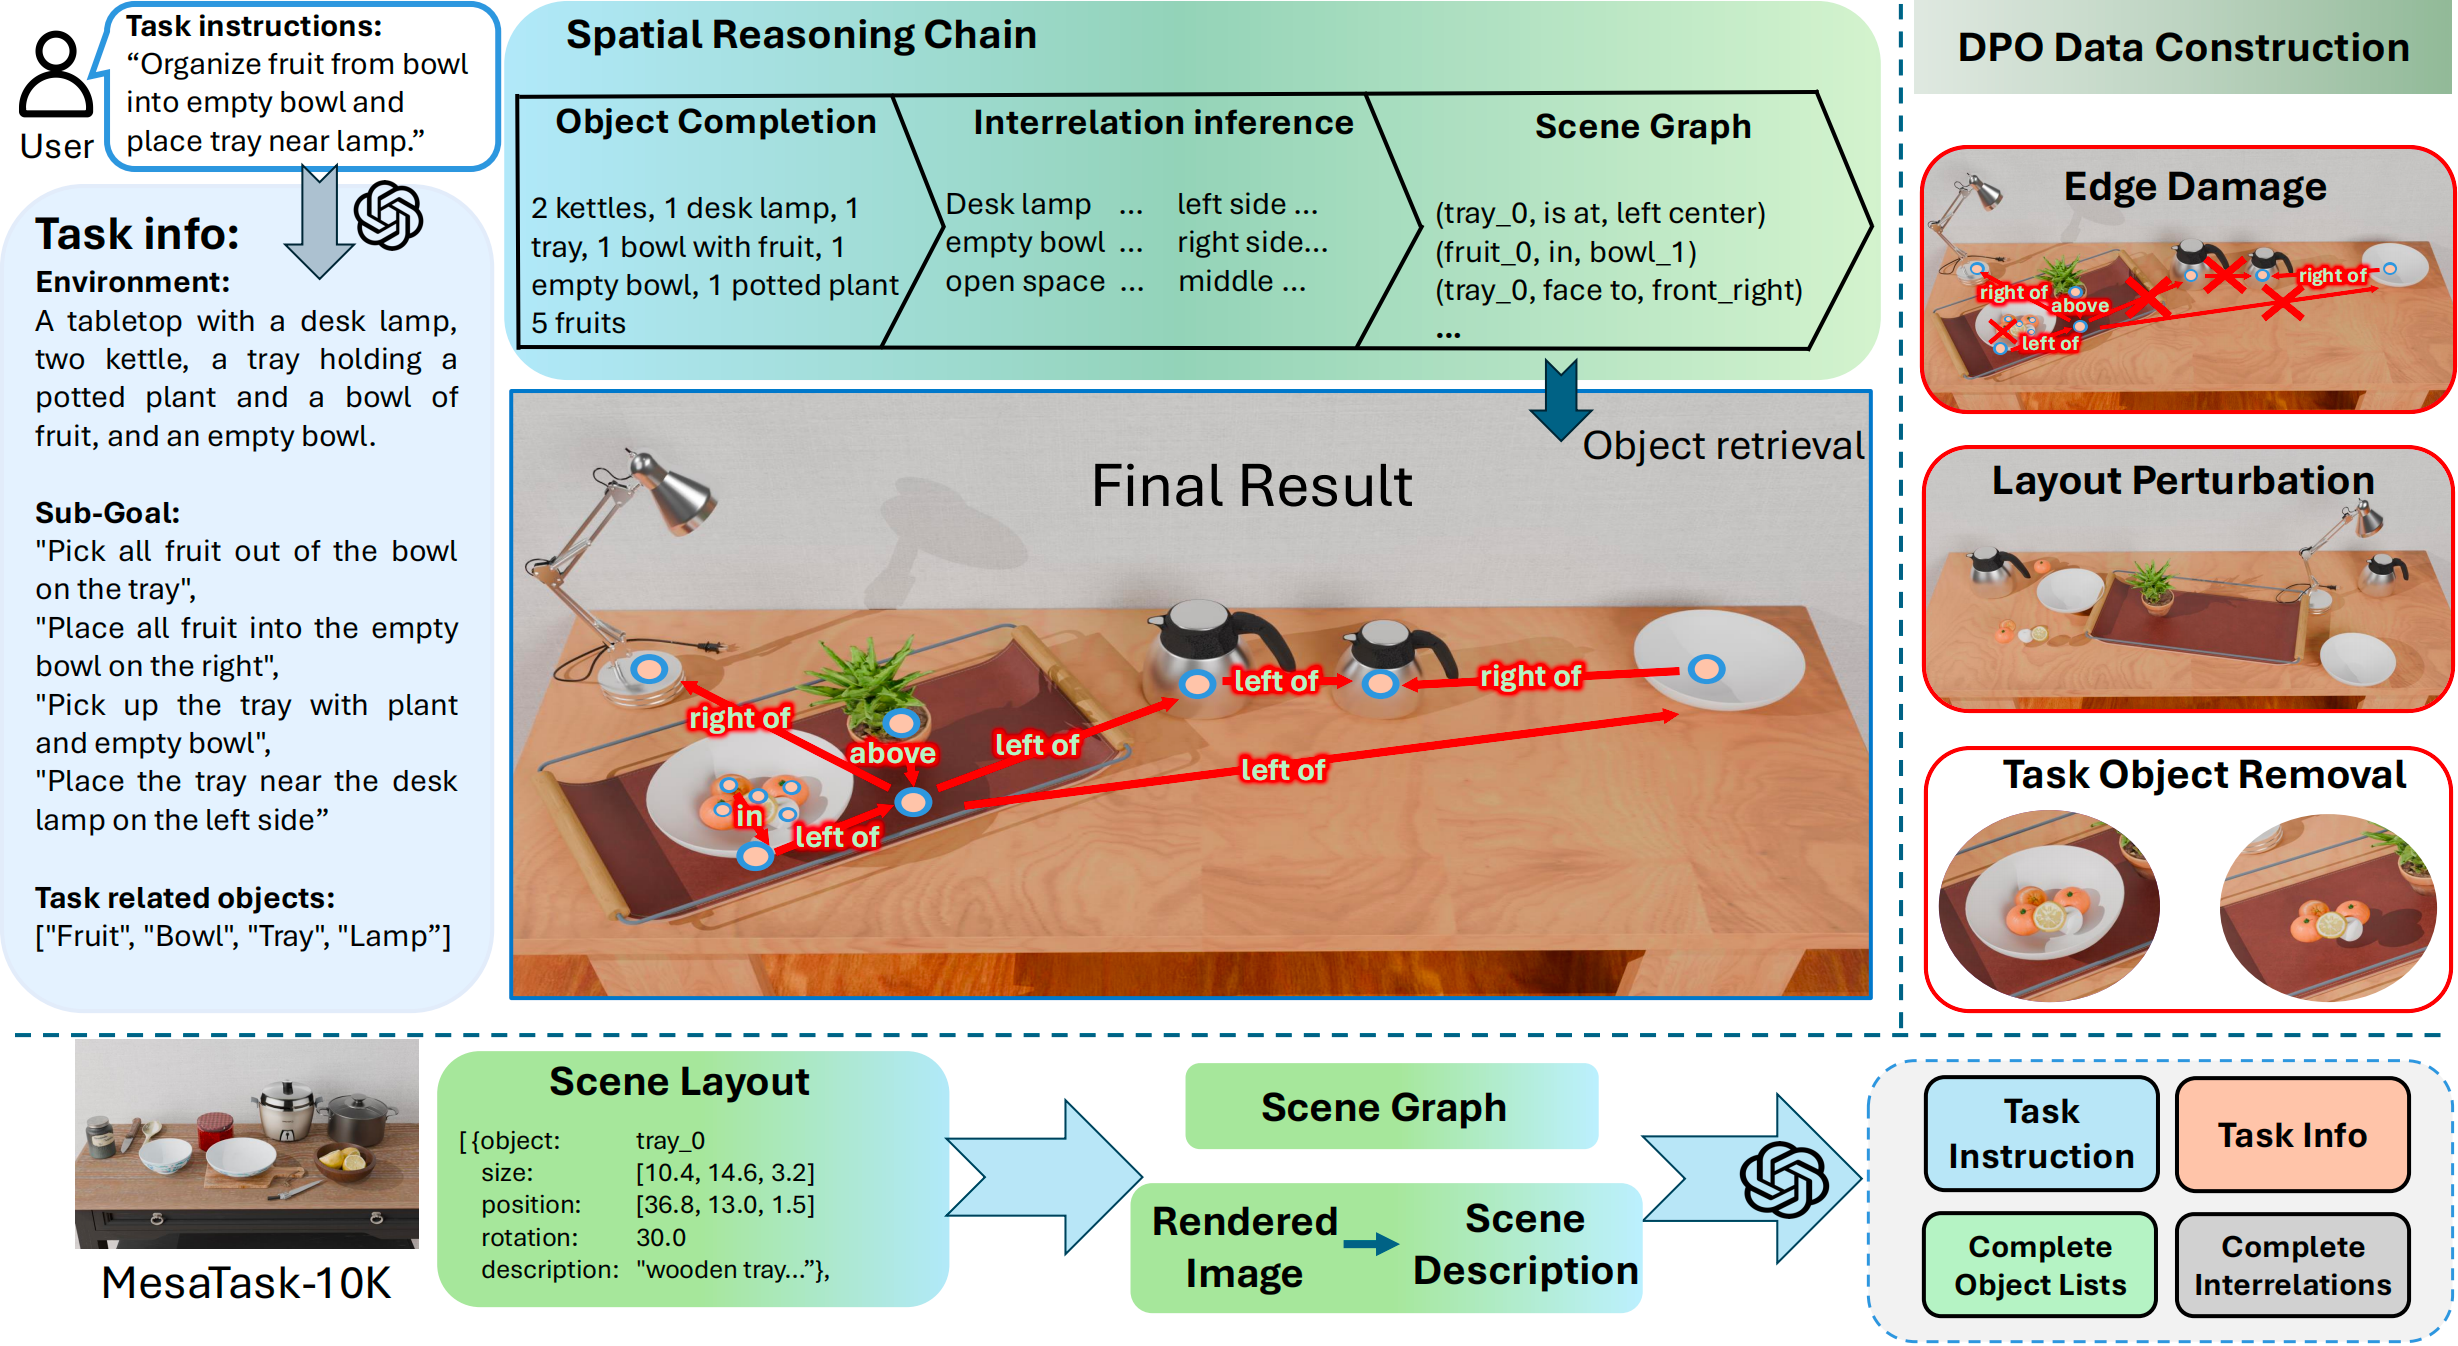 Task instructions:
“Organize fruit from bowl
into empty bowl and
place tray near lamp.”
User
Task info:
Environment:
A tabletop with a desk lamp,
two kettle, a tray holding a
potted plant and a bowl of
fruit, and an empty bowl.
Sub-Goal:
"Pick all fruit out of the bowl
on the tray",
"Place all fruit into the empty
bowl on the right",
"Pick up the tray with plant
and empty bowl",
"Place the tray near the desk
lamp on the left side”
Task related objects:
["Fruit", "Bowl", "Tray", "Lamp”]
Spatial Reasoning Chain
Object Completion
2 kettles, 1 desk lamp, 1
tray, 1 bowl with fruit, 1
empty bowl, 1 potted plant
5 fruits
Interrelation inference
Desk lamp ... left side ...
empty bowl ... right side...
open space ... middle ...
Scene Graph
(tray_0, is at, left center)
(fruit_0, in, bowl_1)
(tray_0, face to, front_right)
...
Object retrieval
Final Result
right of
above
left of
left of
right of
left of
in
left of
DPO Data Construction
Edge Damage
right of
right of
above
left of
Layout Perturbation
Task Object Removal
MesaTask-10K
Scene Layout
[ {object: tray_0
size: [10.4, 14.6, 3.2]
position: [36.8, 13.0, 1.5]
rotation: 30.0
description: "wooden tray...”},
Scene Graph
Rendered
Image
Scene
Description
Task
Instruction
Task Info
Complete
Object Lists
Complete
Interrelations